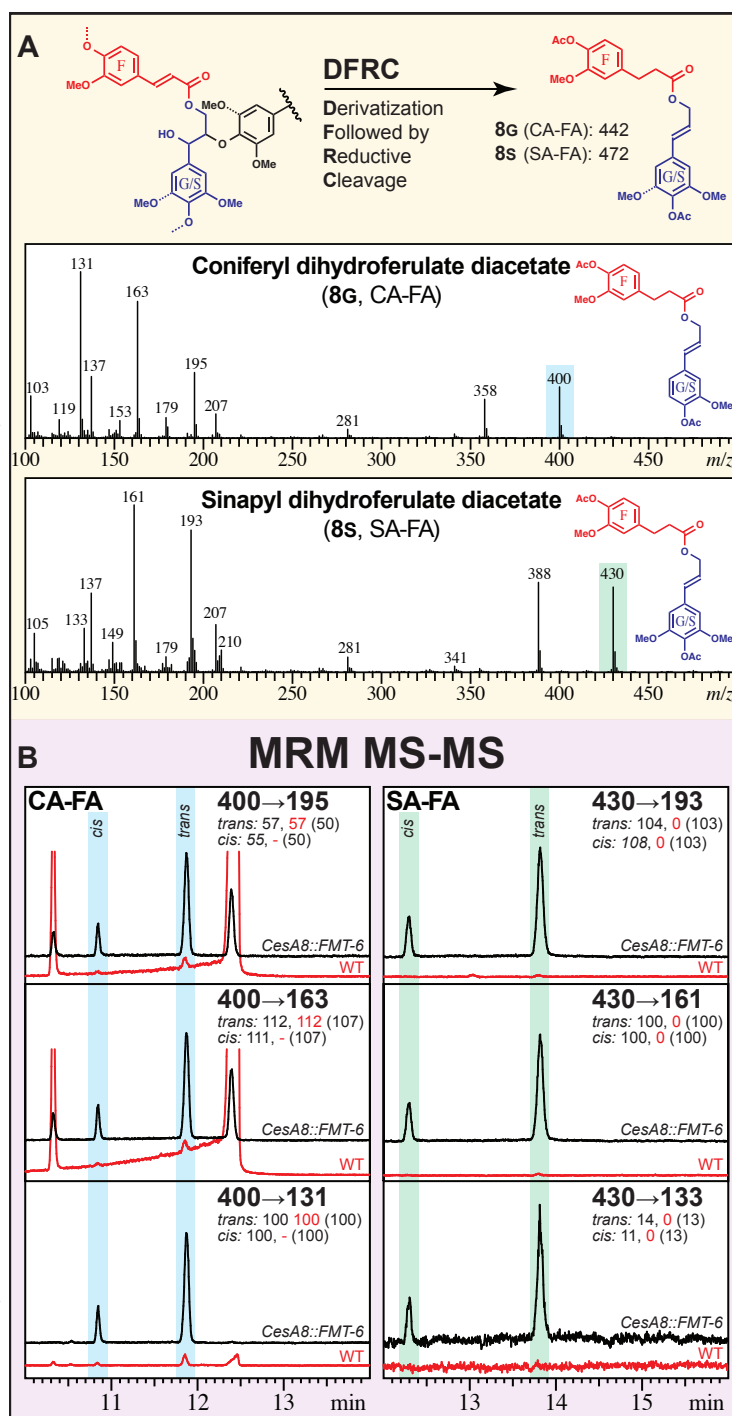 A
O
F
MeO
O
O
MeO
HO
O
OMe
G/S
MeO
OMe
O
DFRC
Derivatization
Followed by
Reductive
Cleavage
8G (CA-FA): 442
8S (SA-FA): 472
AcO
F
MeO
O
O
G/S
MeO
OMe
OAc
Coniferyl dihydroferulate diacetate
(8G, CA-FA)
131
163
137
195
103
119
153
179
207
281
358
400
AcO
F
MeO
O
O
G/S
OMe
OAc
100 150 200 250 300 350 400 450 m/z
Sinapyl dihydroferulate diacetate
(8S, SA-FA)
161
193
137
105
133
149
179
207
210
281
341
388
430
AcO
F
MeO
O
O
G/S
MeO
OMe
OAc
100 150 200 250 300 350 400 450 m/z
B
MRM MS-MS
CA-FA
cis
trans
400→195
trans: 57, 57 (50)
cis: 55, - (50)
CesA8::FMT-6
WT
400→163
trans: 112, 112 (107)
cis: 111, - (107)
CesA8::FMT-6
WT
400→131
trans: 100 100 (100)
cis: 100, - (100)
CesA8::FMT-6
WT
11 12 13 min
SA-FA
cis
trans
430→193
trans: 104, 0 (103)
cis: 108, 0 (103)
CesA8::FMT-6
WT
430→161
trans: 100, 0 (100)
cis: 100, 0 (100)
CesA8::FMT-6
WT
430→133
trans: 14, 0 (13)
cis: 11, 0 (13)
CesA8::FMT-6
WT
13 14 15 min